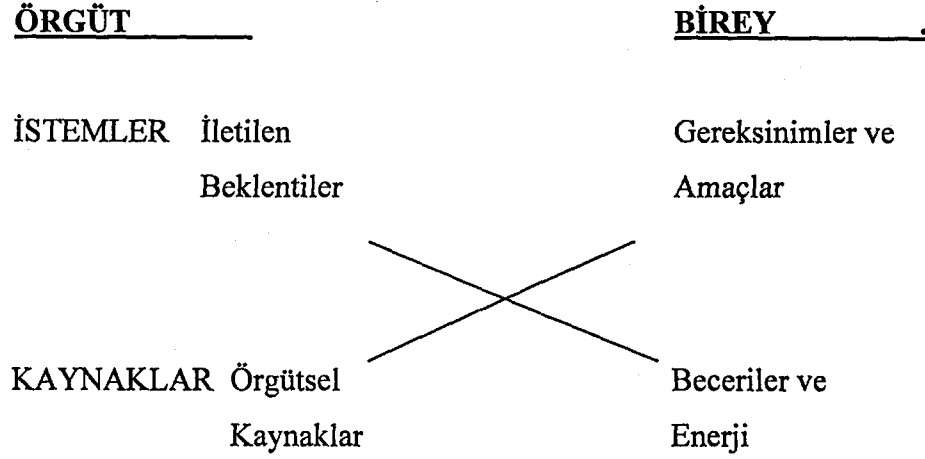 ÖRGÜT BİREY .
İSTEMLER İletilen Gereksinimler ve
Beklentiler Amaçlar
KAYNAKLAR Örgütsel Beceriler ve
Kaynaklar Enerji